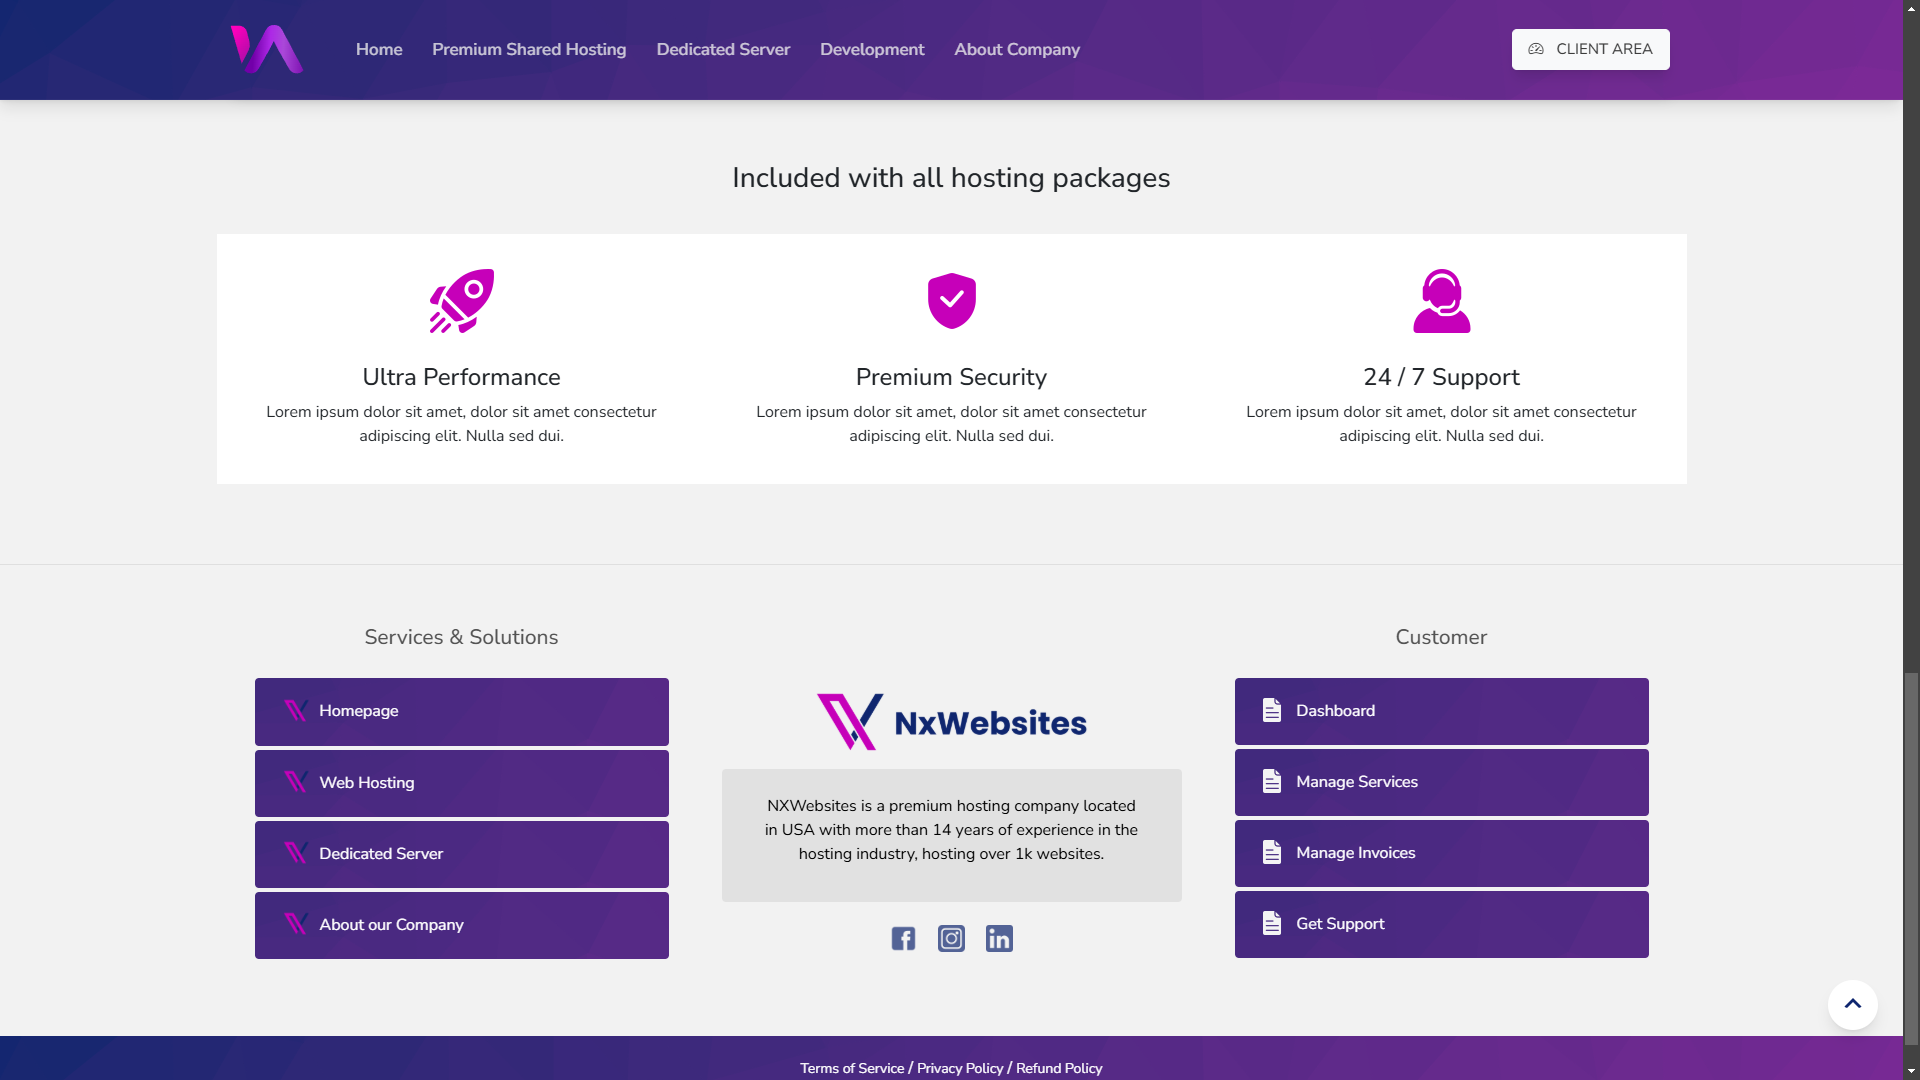 Home
Premium Shared Hosting
Dedicated Server
Development
About Company
CLIENT AREA
Included with all hosting packages
Ultra Performance
Lorem ipsum dolor sit amet, dolor sit amet consectetur
adipiscing elit. Nulla sed dui.
Premium Security
Lorem ipsum dolor sit amet, dolor sit amet consectetur
adipiscing elit. Nulla sed dui.
24 / 7 Support
Lorem ipsum dolor sit amet, dolor sit amet consectetur
adipiscing elit. Nulla sed dui.
Services & Solutions
Homepage
Web Hosting
Dedicated Server
About our Company
NxWebsites
NXWebsites is a premium hosting company located
in USA with more than 14 years of experience in the
hosting industry, hosting over 1k websites.
Customer
Dashboard
Manage Services
Manage Invoices
Get Support
Terms of Service / Privacy Policy / Refund Policy